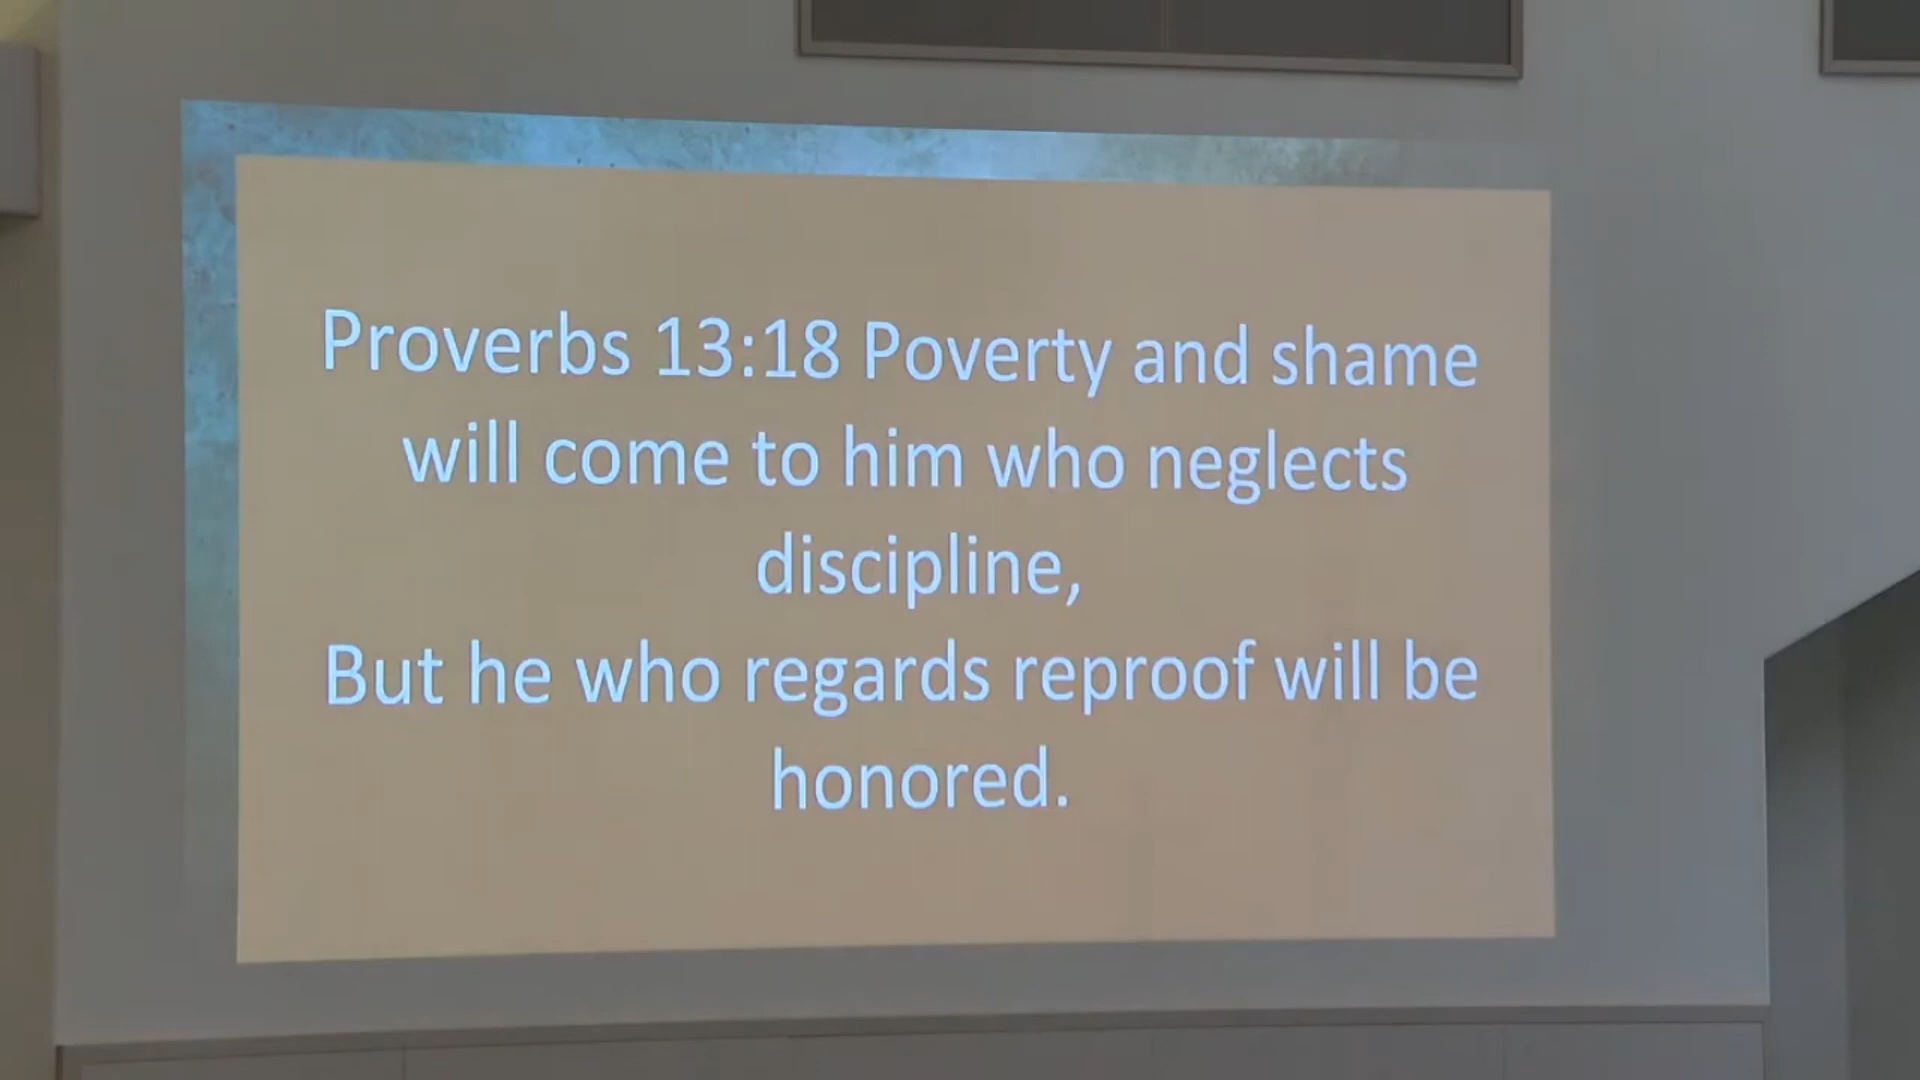 Proverbs 13:18 Poverty and shame
will come to him who neglects
discipline,
But he who regards reproof will be
honored.